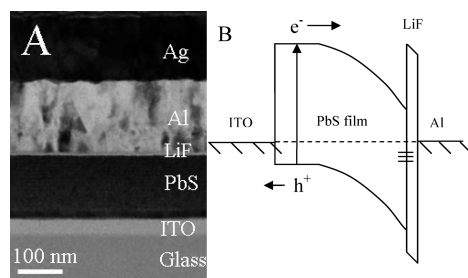 A
Ag
Al
LiF
PbS
ITO
Glass
100 nm
B
e-
LiF
ITO
PbS film
Al
h+